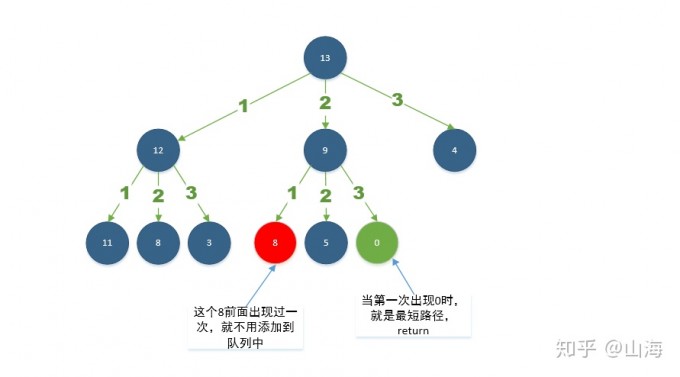 13
1
2
3
12
9
4
1
2
3
1
2
3
11
8
3
8
5
0
这个8前面出现过一
次，就不用添加到
队列中
当第一次出现0时，
就是最短路径，
return
知乎 @山海